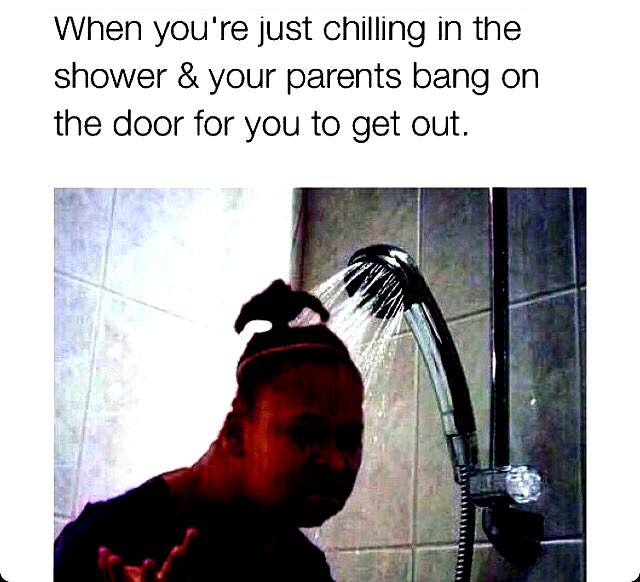 When you're just chilling in the
shower & your parents bang on
the door for you to get out.